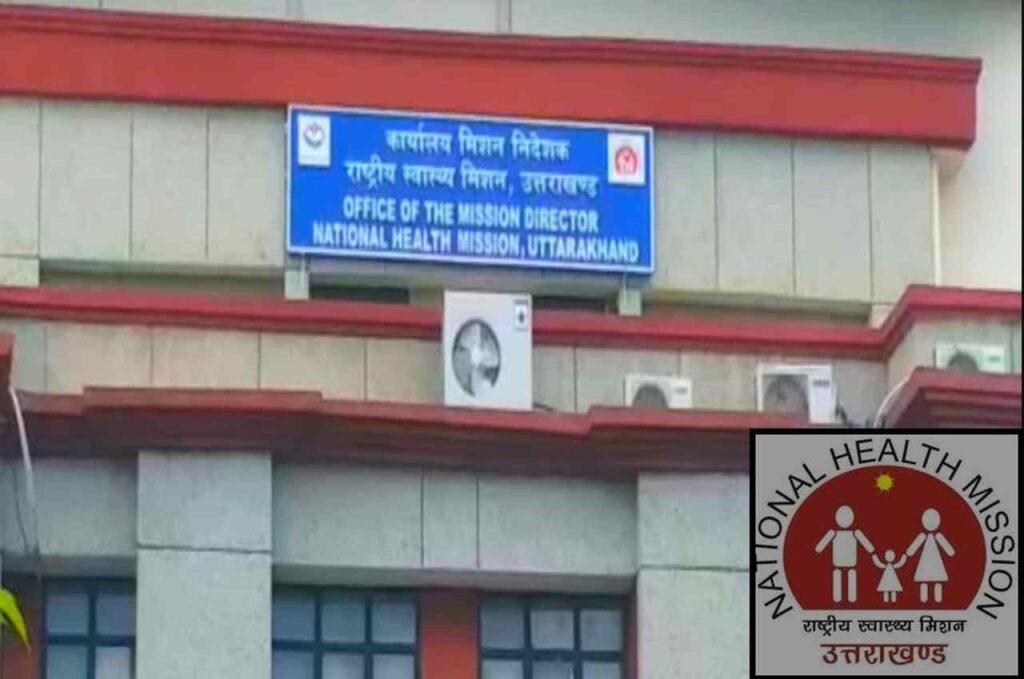 कार्यालय मिशन निदेशक
राष्ट्रीय स्वास्थ्य मिशन, उत्तराखण्ड
OFFICE OF THE MISSION DIRECTOR
NATIONAL HEALTH MISSION, UTTARAKHAND
NATIONAL HEALTH MISSION
राष्ट्रीय स्वास्थ्य मिशन
उत्तराखण्ड